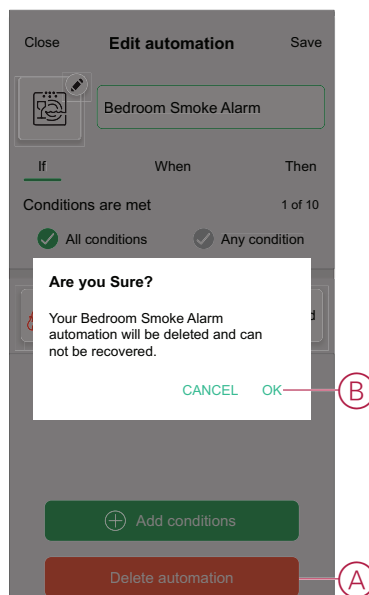 Close Edit automation Save
Bedroom Smoke Alarm
If When Then
Conditions are met 1 of 10
All conditions Any condition
Are you Sure?
Your Bedroom Smoke Alarm
automation will be deleted and can
not be recovered.
CANCEL OK
B
Add conditions
Delete automation
A